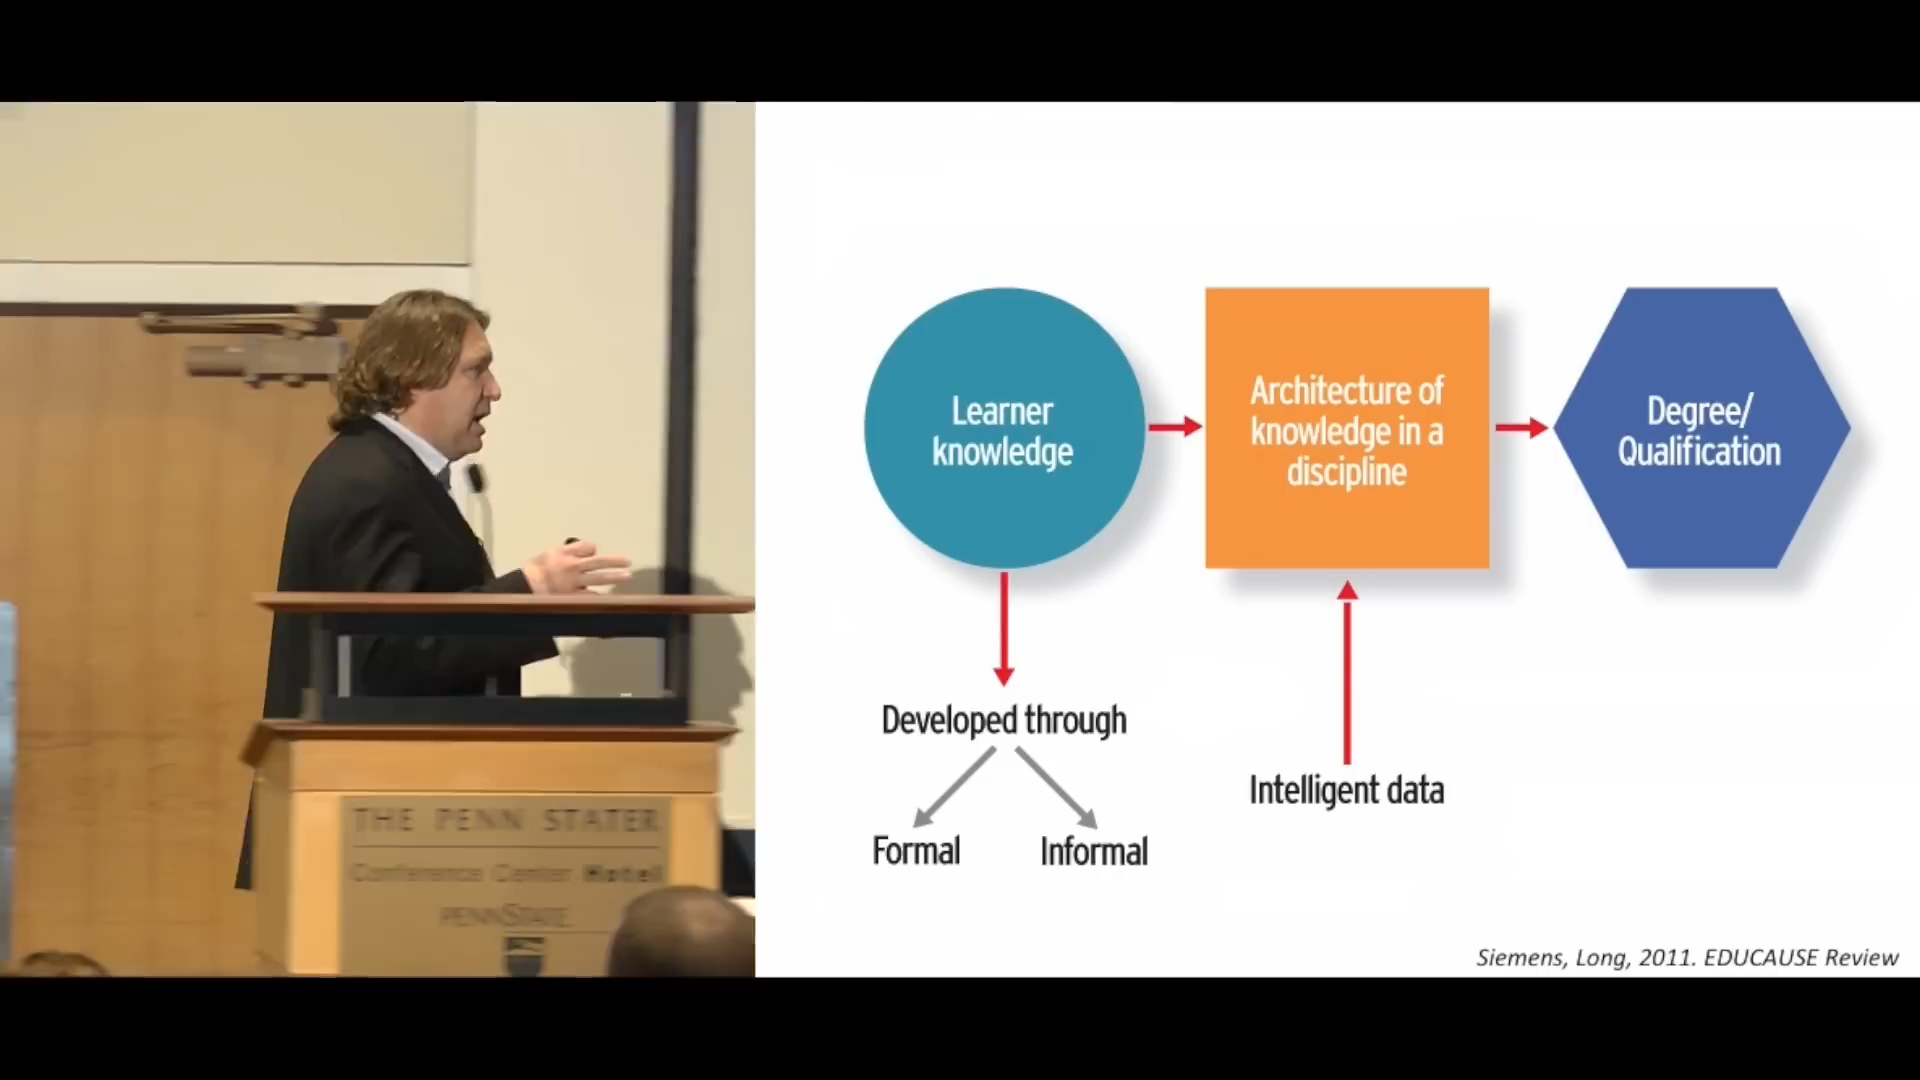 THE PENN STATER
Conference Center Hotel
PENNSTATE
Learner
knowledge
Architecture of
knowledge in a
discipline
Degree/
Qualification
Developed through
Formal
Informal
Intelligent data
Siemens, Long, 2011. EDUCAUSE Review